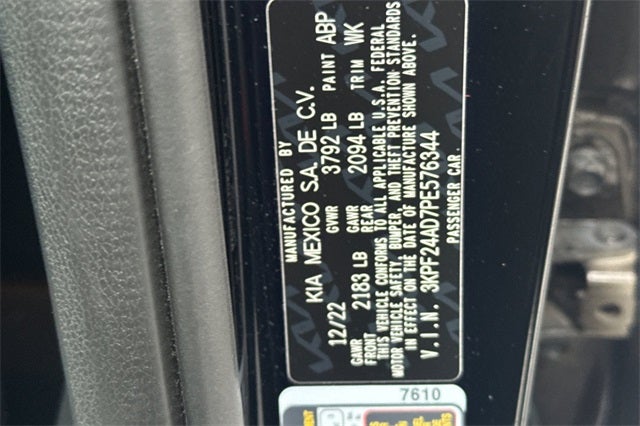 MANUFACTURED BY
KIA MEXICO S.A. DE C.V.
12/22 GVWR 3792 LB PAINT ABP
GAWR FRONT 2183 LB GAWR REAR 2094 LB TRIM WK
THIS VEHICLE CONFORMS TO ALL APPLICABLE U.S.A. FEDERAL
MOTOR VEHICLE SAFETY, BUMPER, AND THEFT PREVENTION STANDARDS
IN EFFECT ON THE DATE OF MANUFACTURE SHOWN ABOVE.
V.I.N. 3KPF24AD7PE576344
PASSENGER CAR
7610